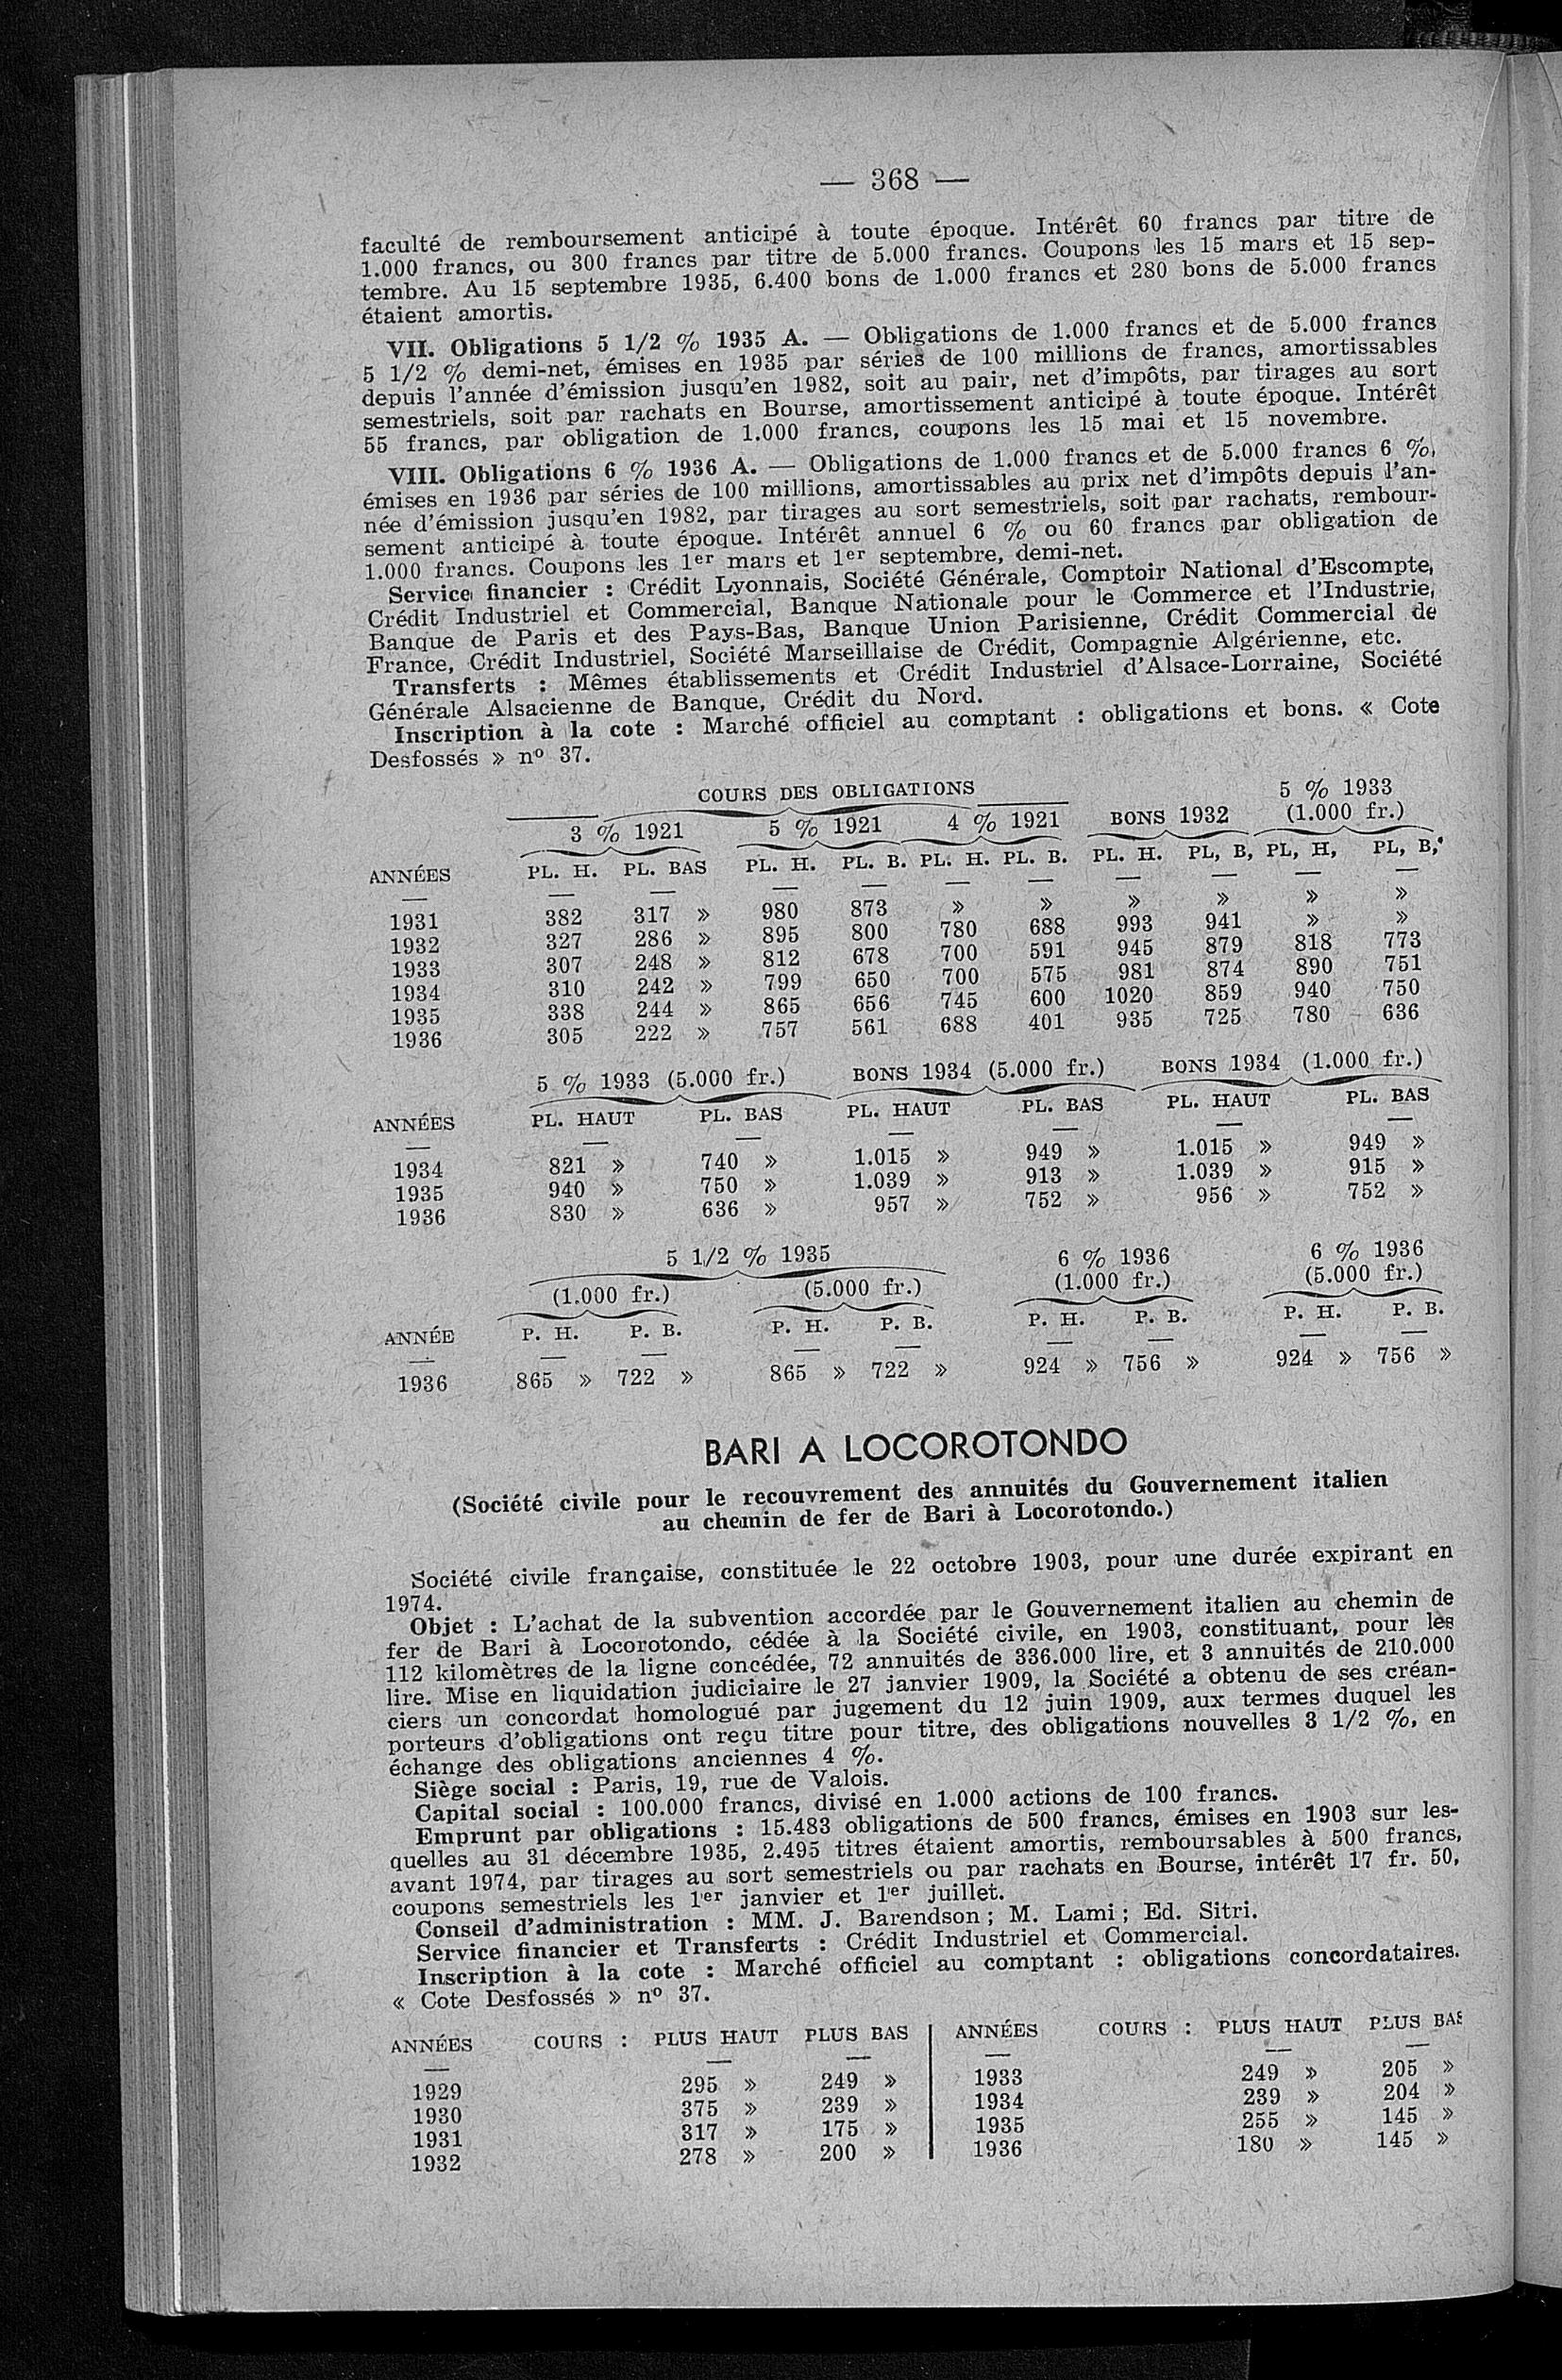 — 368 —
faculté de remboursement anticipé à toute époque. Intérêt 60 francs par titre de
1.000 francs, ou 300 francs par titre de 5.000 francs. Coupons les 15 mars et 15 sep-
tembre. Au 15 septembre 1935, 6.400 bons de 1.000 francs et 280 bons de 5.000 francs
étaient amortis.
VII. Obligations 5 1/2 % 1935 A. — Obligations de 1.000 francs et de 5.000 francs
5 1/2 % demi-net, émises en 1935 par séries de 100 millions de francs, amortissables
depuis l'année d'émission jusqu'en 1982, soit au pair, net d'impôts, par tirages au sort
semestriels, soit par rachats en Bourse, amortissement anticipé à toute époque. Intérêt
55 francs, par obligation de 1.000 francs, coupons les 15 mai et 15 novembre.
VIII. Obligations 6 % 1936 A. — Obligations de 1.000 francs et de 5.000 francs 6 %,
émises en 1936 par séries de 100 millions, amortissables au prix net d'impôts depuis l'an-
née d'émission jusqu'en 1982, par tirages au sort semestriels, soit par rachats, rembour-
sement anticipé à toute époque. Intérêt annuel 6 % ou 60 francs par obligation de
1.000 francs. Coupons les 1er mars et 1er septembre, demi-net.
Service financier : Crédit Lyonnais, Société Générale, Comptoir National d'Escompte,
Crédit Industriel et Commercial, Banque Nationale pour le Commerce et l'Industrie,
Banque de Paris et des Pays-Bas, Banque Union Parisienne, Crédit Commercial de
France, Crédit Industriel, Société Marseillaise de Crédit, Compagnie Algérienne, etc.
Transferts : Mêmes établissements et Crédit Industriel d'Alsace-Lorraine, Société
Générale Alsacienne de Banque, Crédit du Nord.
Inscription à la cote : Marché officiel au comptant : obligations et bons. « Cote
Desfossés » nº 37.
COURS DES OBLIGATIONS 5 % 1933
3 % 1921 5 % 1921 4 % 1921 BONS 1932 (1.000 fr.)
ANNÉES PL. H. PL. BAS PL. H. PL. B. PL. H. PL. B. PL. H. PL, B, PL, H, PL, B,
1931 382 317 » 980 873 » » » » » »
1932 327 286 » 895 800 780 688 993 941 » »
1933 307 248 » 812 678 700 591 945 879 818 773
1934 310 242 » 799 650 700 575 981 874 890 751
1935 338 244 » 865 656 745 600 1020 859 940 750
1936 305 222 » 757 561 688 401 935 725 780 636
5 % 1933 (5.000 fr.) BONS 1934 (5.000 fr.) BONS 1934 (1.000 fr.)
ANNÉES PL. HAUT PL. BAS PL. HAUT PL. BAS PL. HAUT PL. BAS
1934 821 » 740 » 1.015 » 949 » 1.015 » 949 »
1935 940 » 750 » 1.039 » 913 » 1.039 » 915 »
1936 830 » 636 » 957 » 752 » 956 » 752 »
5 1/2 % 1935 6 % 1936 6 % 1936
(1.000 fr.) (5.000 fr.) (1.000 fr.) (5.000 fr.)
ANNÉE P. H. P. B. P. H. P. B. P. H. P. B. P. H. P. B.
1936 865 » 722 » 865 » 722 » 924 » 756 » 924 » 756 »
BARI A LOCOROTONDO
(Société civile pour le recouvrement des annuités du Gouvernement italien
au chemin de fer de Bari à Locorotondo.)
Société civile française, constituée le 22 octobre 1903, pour une durée expirant en
1974.
Objet : L'achat de la subvention accordée par le Gouvernement italien au chemin de
fer de Bari à Locorotondo, cédée à la Société civile, en 1903, constituant, pour les
112 kilomètres de la ligne concédée, 72 annuités de 336.000 lire, et 3 annuités de 210.000
lire. Mise en liquidation judiciaire le 27 janvier 1909, la Société a obtenu de ses créan-
ciers un concordat homologué par jugement du 12 juin 1909, aux termes duquel les
porteurs d'obligations ont reçu titre pour titre, des obligations nouvelles 3 1/2 %, en
échange des obligations anciennes 4 %.
Siège social : Paris, 19, rue de Valois.
Capital social : 100.000 francs, divisé en 1.000 actions de 100 francs.
Emprunt par obligations : 15.483 obligations de 500 francs, émises en 1903 sur les-
quelles au 31 décembre 1935, 2.495 titres étaient amortis, remboursables à 500 francs,
avant 1974, par tirages au sort semestriels ou par rachats en Bourse, intérêt 17 fr. 50,
coupons semestriels les 1er janvier et 1er juillet.
Conseil d'administration : MM. J. Barendson ; M. Lami ; Ed. Sitri.
Service financier et Transferts : Crédit Industriel et Commercial.
Inscription à la cote : Marché officiel au comptant : obligations concordataires.
« Cote Desfossés » nº 37.
ANNÉES COURS : PLUS HAUT PLUS BAS ANNÉES COURS : PLUS HAUT PLUS BAS
1929 295 » 249 » 1933 249 » 205 »
1930 375 » 239 » 1934 239 » 204 »
1931 317 » 175 » 1935 255 » 145 »
1932 278 » 200 » 1936 180 » 145 »